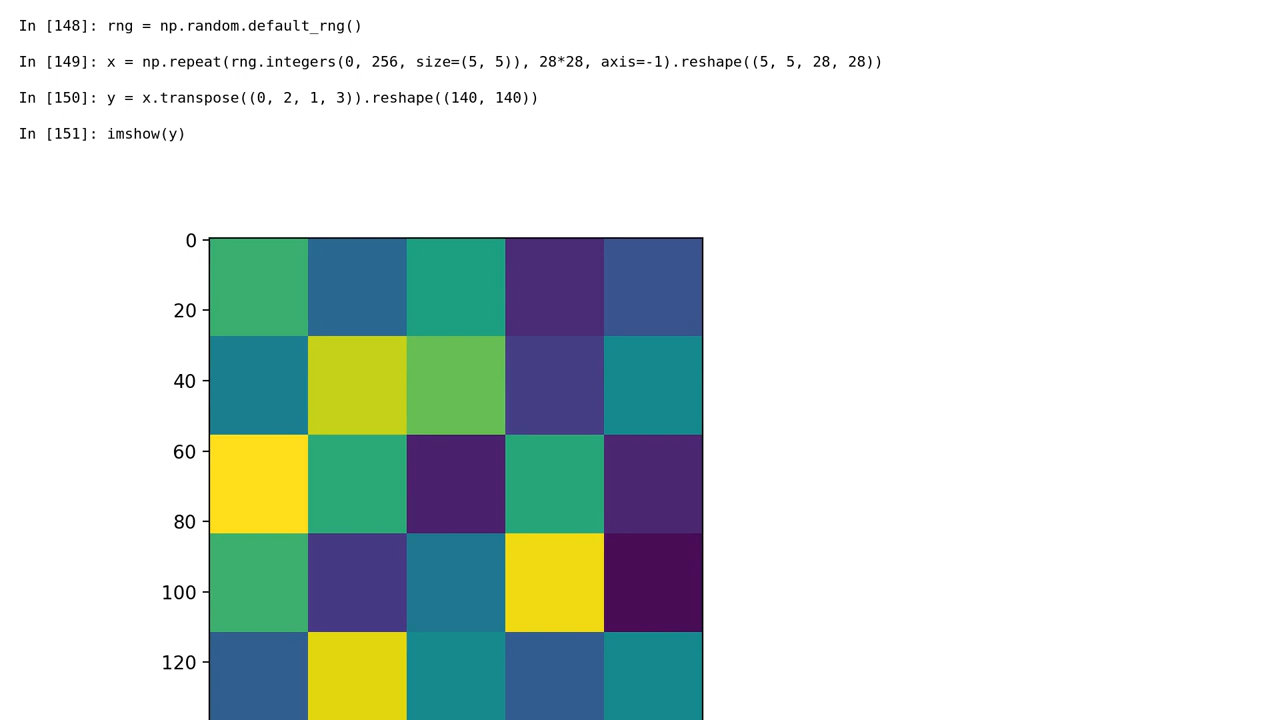 In [148]: rng = np.random.default_rng()
In [149]: x = np.repeat(rng.integers(0, 256, size=(5, 5)), 28*28, axis=-1).reshape((5, 5, 28, 28))
In [150]: y = x.transpose((0, 2, 1, 3)).reshape((140, 140))
In [151]: imshow(y)
0
20
40
60
80
100
120